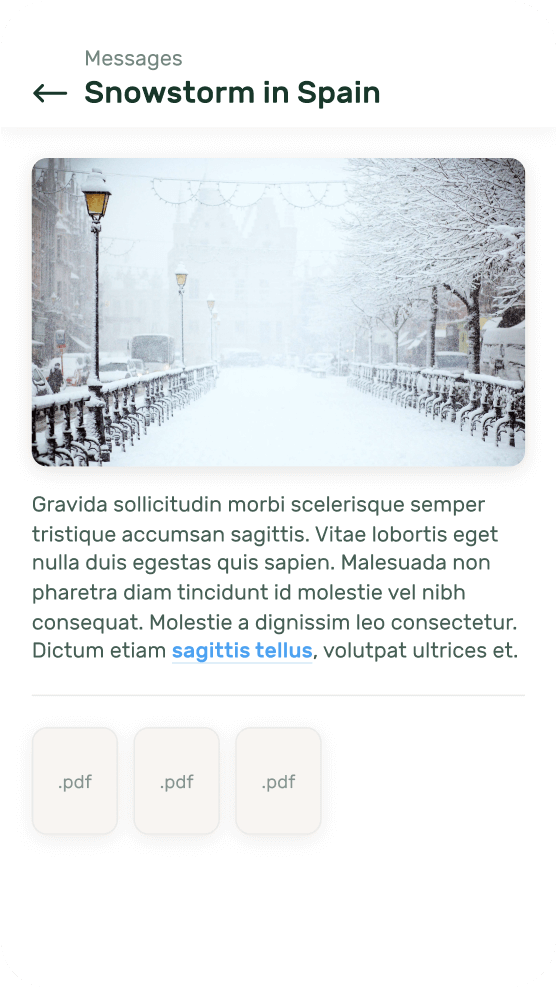 Messages
Snowstorm in Spain
Gravida sollicitudin morbi scelerisque semper
tristique accumsan sagittis. Vitae lobortis eget
nulla duis egestas quis sapien. Malesuada non
pharetra diam tincidunt id molestie vel nibh
consequat. Molestie a dignissim leo consectetur.
Dictum etiam sagittis tellus, volutpat ultrices et.
.pdf .pdf .pdf